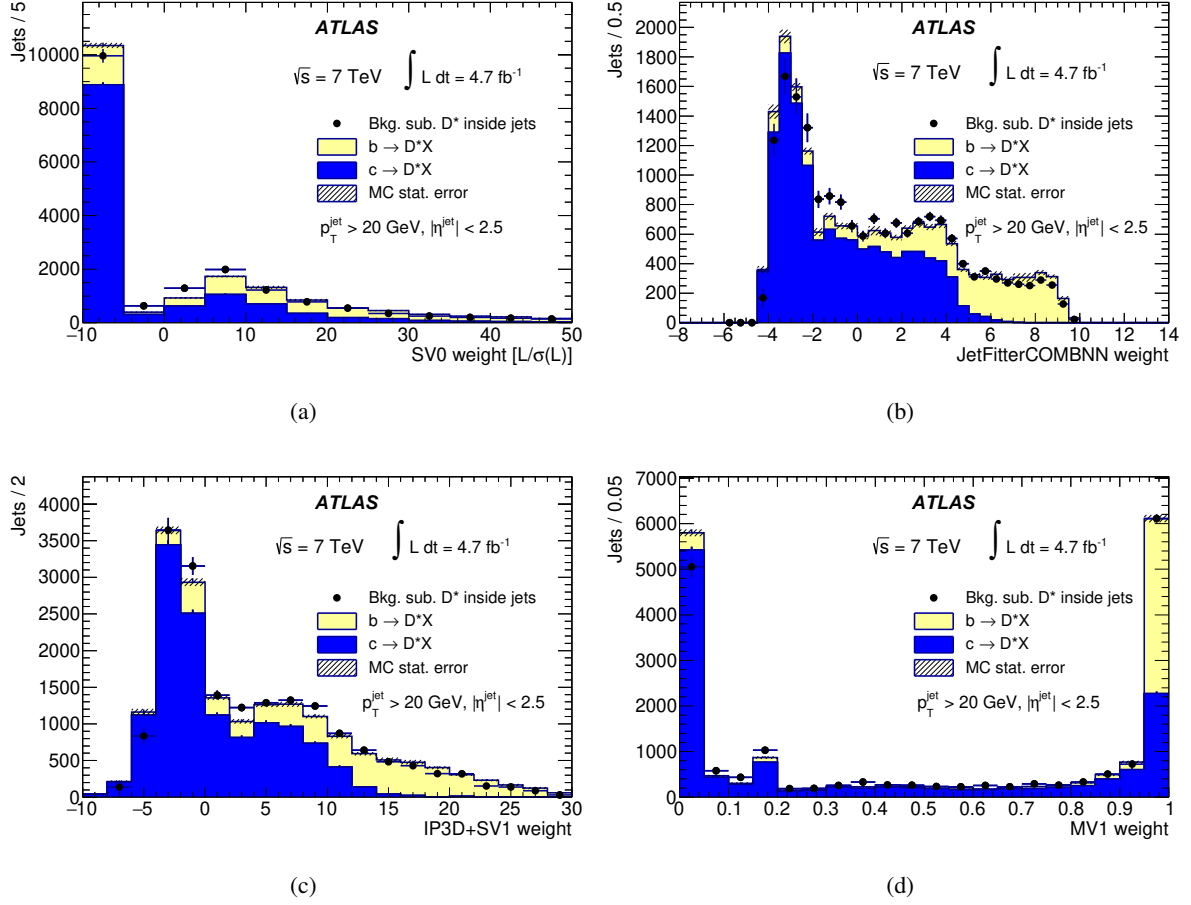 Jets / 5
10000
8000
6000
4000
2000
0
ATLAS
√s = 7 TeV ∫ L dt = 4.7 fb⁻¹
Bkg. sub. D* inside jets
b → D*X
c → D*X
MC stat. error
p_T^jet > 20 GeV, |η^jet| < 2.5
−10 0 10 20 30 40 50
SV0 weight [L/σ(L)]
(a)
Jets / 0.5
2000
1800
1600
1400
1200
1000
800
600
400
200
0
ATLAS
√s = 7 TeV ∫ L dt = 4.7 fb⁻¹
Bkg. sub. D* inside jets
b → D*X
c → D*X
MC stat. error
p_T^jet > 20 GeV, |η^jet| < 2.5
−8 −6 −4 −2 0 2 4 6 8 10 12 14
JetFitterCOMBNN weight
(b)
Jets / 2
4000
3500
3000
2500
2000
1500
1000
500
0
ATLAS
√s = 7 TeV ∫ L dt = 4.7 fb⁻¹
Bkg. sub. D* inside jets
b → D*X
c → D*X
MC stat. error
p_T^jet > 20 GeV, |η^jet| < 2.5
−10 −5 0 5 10 15 20 25 30
IP3D+SV1 weight
(c)
Jets / 0.05
7000
6000
5000
4000
3000
2000
1000
0
ATLAS
√s = 7 TeV ∫ L dt = 4.7 fb⁻¹
Bkg. sub. D* inside jets
b → D*X
c → D*X
MC stat. error
p_T^jet > 20 GeV, |η^jet| < 2.5
0 0.1 0.2 0.3 0.4 0.5 0.6 0.7 0.8 0.9 1
MV1 weight
(d)